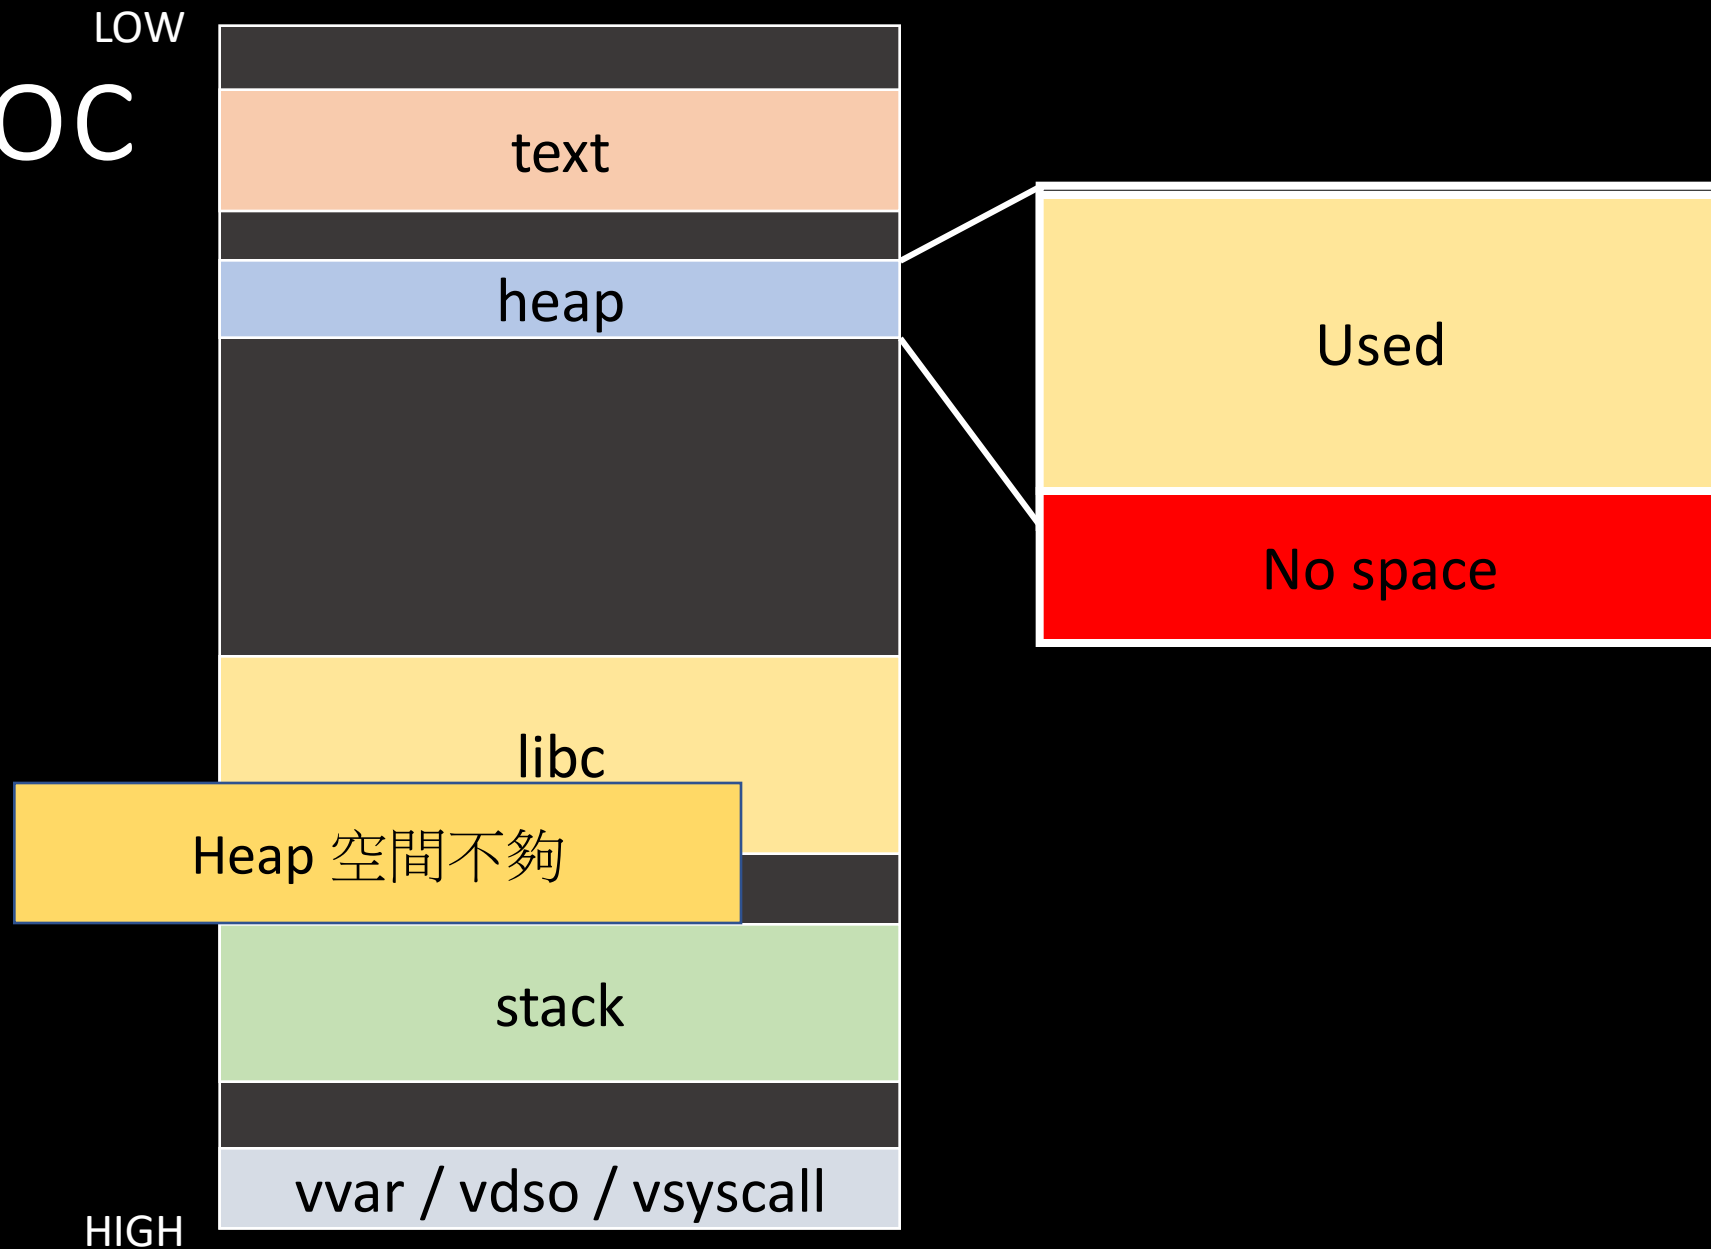 LOW
OC
text
heap
Used
No space
libc
Heap 空間不夠
stack
vvar / vdso / vsyscall
HIGH